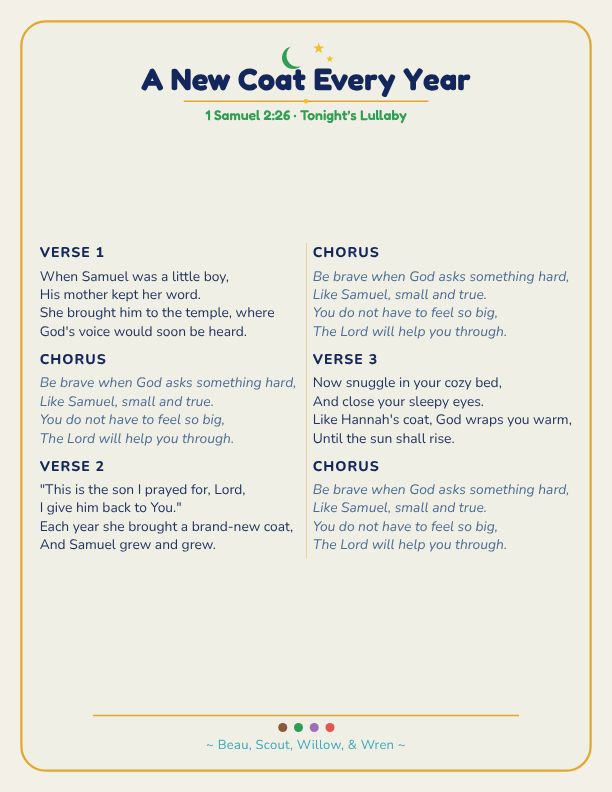 A New Coat Every Year
1 Samuel 2:26 · Tonight's Lullaby
VERSE 1
When Samuel was a little boy,
His mother kept her word.
She brought him to the temple, where
God's voice would soon be heard.
CHORUS
Be brave when God asks something hard,
Like Samuel, small and true.
You do not have to feel so big,
The Lord will help you through.
VERSE 2
"This is the son I prayed for, Lord,
I give him back to You."
Each year she brought a brand-new coat,
And Samuel grew and grew.
CHORUS
Be brave when God asks something hard,
Like Samuel, small and true.
You do not have to feel so big,
The Lord will help you through.
VERSE 3
Now snuggle in your cozy bed,
And close your sleepy eyes.
Like Hannah's coat, God wraps you warm,
Until the sun shall rise.
CHORUS
Be brave when God asks something hard,
Like Samuel, small and true.
You do not have to feel so big,
The Lord will help you through.
~ Beau, Scout, Willow, & Wren ~